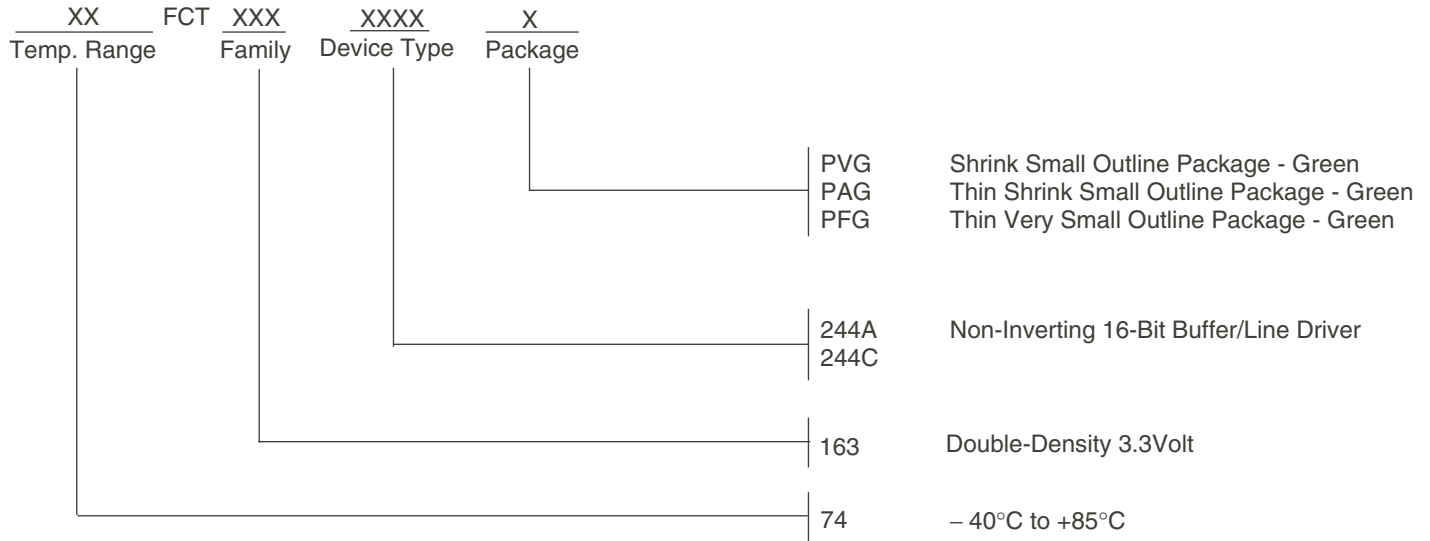 XX FCT XXX XXXX X
Temp. Range Family Device Type Package
PVG Shrink Small Outline Package - Green
PAG Thin Shrink Small Outline Package - Green
PFG Thin Very Small Outline Package - Green
244A Non-Inverting 16-Bit Buffer/Line Driver
244C
163 Double-Density 3.3Volt
74 – 40°C to +85°C